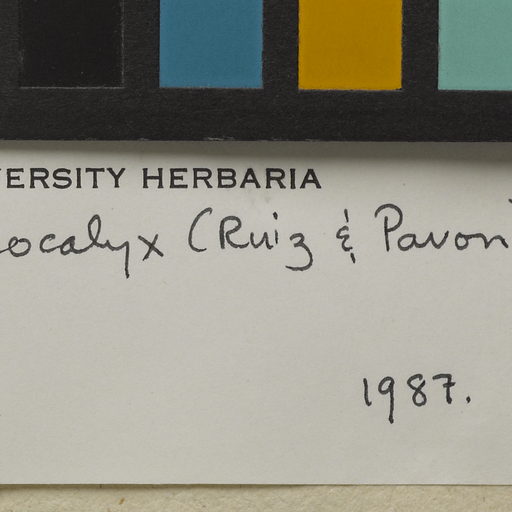 VERSITY HERBARIA
ocalyx (Ruiz & Pavon)
1987.